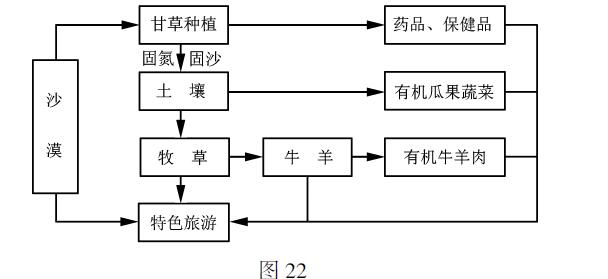 甘草种植
药品、保健品
固氮
固沙
沙漠
土 壤
有机瓜果蔬菜
牧 草
牛 羊
有机牛羊肉
特色旅游
图 22